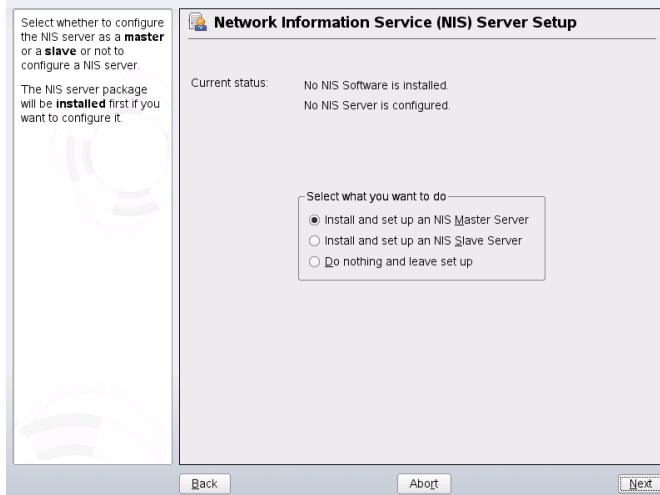 Select whether to configure
the NIS server as a master
or a slave or not to
configure a NIS server.
The NIS server package
will be installed first if you
want to configure it.
Network Information Service (NIS) Server Setup
Current status:
No NIS Software is installed.
No NIS Server is configured.
Select what you want to do
Install and set up an NIS Master Server
Install and set up an NIS Slave Server
Do nothing and leave set up
Back
Abort
Next